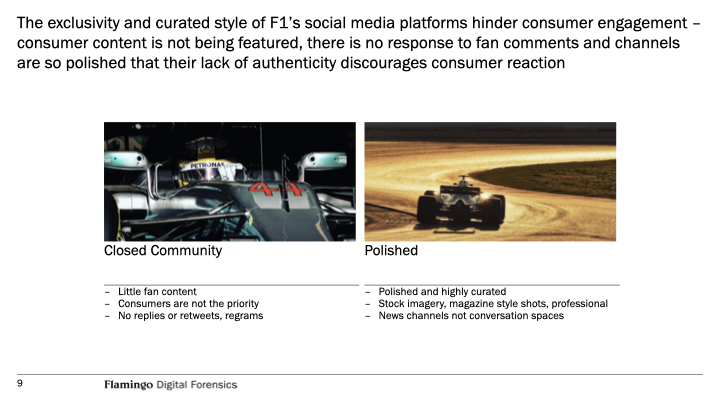 The exclusivity and curated style of F1's social media platforms hinder consumer engagement –
consumer content is not being featured, there is no response to fan comments and channels
are so polished that their lack of authenticity discourages consumer reaction
PETRONAS
44
Closed Community
Polished
– Little fan content
– Consumers are not the priority
– No replies or retweets, regrams
– Polished and highly curated
– Stock imagery, magazine style shots, professional
– News channels not conversation spaces
9
Flamingo Digital Forensics